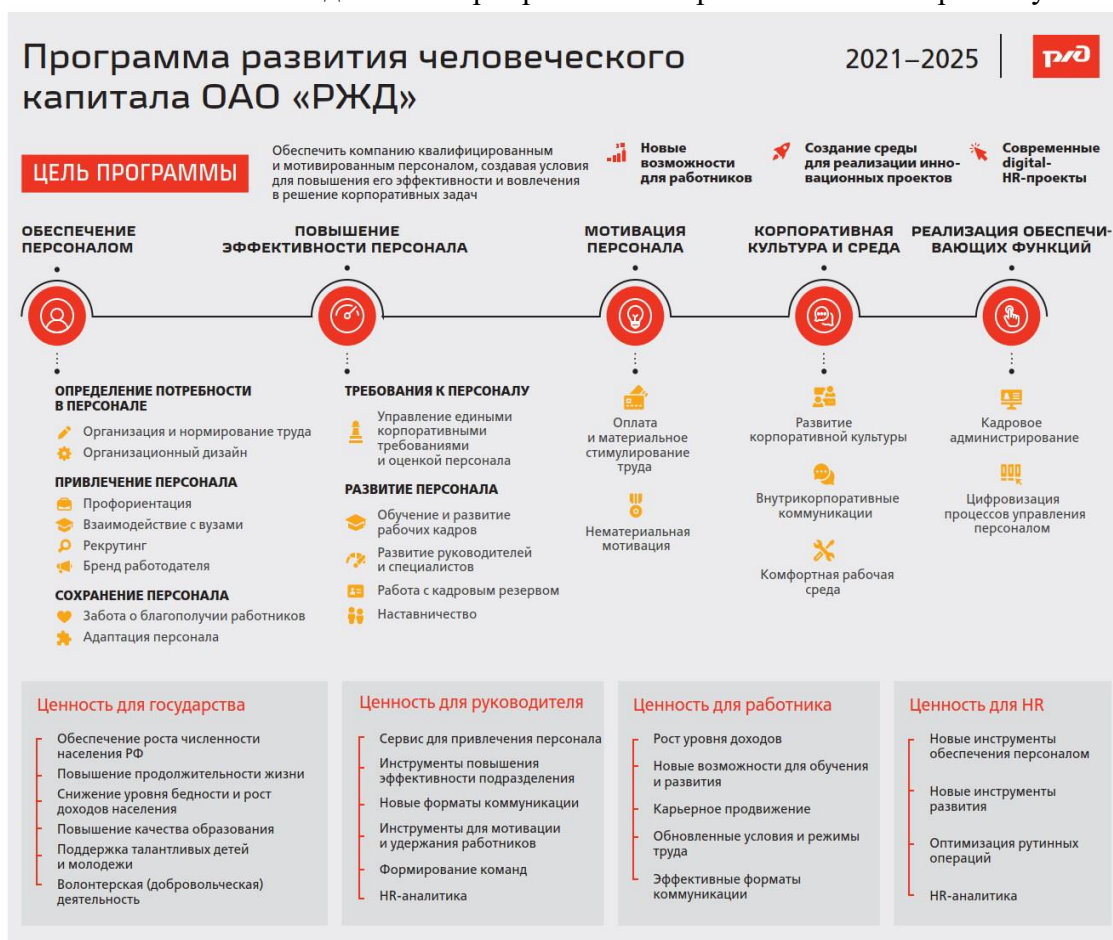 Программа развития человеческого
капитала ОАО «РЖД»
2021–2025
ржд
ЦЕЛЬ ПРОГРАММЫ
Обеспечить компанию квалифицированным
и мотивированным персоналом, создавая условия
для повышения его эффективности и вовлечения
в решение корпоративных задач
Новые
возможности
для работников
Создание среды
для реализации инно-
вационных проектов
Современные
digital-
HR-проекты
ОБЕСПЕЧЕНИЕ
ПЕРСОНАЛОМ
ПОВЫШЕНИЕ
ЭФФЕКТИВНОСТИ ПЕРСОНАЛА
МОТИВАЦИЯ
ПЕРСОНАЛА
КОРПОРАТИВНАЯ
КУЛЬТУРА И СРЕДА
РЕАЛИЗАЦИЯ ОБЕСПЕЧИ-
ВАЮЩИХ ФУНКЦИЙ
ОПРЕДЕЛЕНИЕ ПОТРЕБНОСТИ
В ПЕРСОНАЛЕ
Организация и нормирование труда
Организационный дизайн
ПРИВЛЕЧЕНИЕ ПЕРСОНАЛА
Профориентация
Взаимодействие с вузами
Рекрутинг
Бренд работодателя
СОХРАНЕНИЕ ПЕРСОНАЛА
Забота о благополучии работников
Адаптация персонала
ТРЕБОВАНИЯ К ПЕРСОНАЛУ
Управление едиными
корпоративными
требованиями
и оценкой персонала
РАЗВИТИЕ ПЕРСОНАЛА
Обучение и развитие
рабочих кадров
Развитие руководителей
и специалистов
Работа с кадровым резервом
Наставничество
Оплата
и материальное
стимулирование
труда
Нематериальная
мотивация
Развитие
корпоративной культуры
Внутрикорпоративные
коммуникации
Комфортная рабочая
среда
Кадровое
администрирование
Цифровизация
процессов управления
персоналом
Ценность для государства
Обеспечение роста численности
населения РФ
Повышение продолжительности жизни
Снижение уровня бедности и рост
доходов населения
Повышение качества образования
Поддержка талантливых детей
и молодежи
Волонтерская (добровольческая)
деятельность
Ценность для руководителя
Сервис для привлечения персонала
Инструменты повышения
эффективности подразделения
Новые форматы коммуникации
Инструменты для мотивации
и удержания работников
Формирование команд
HR-аналитика
Ценность для работника
Рост уровня доходов
Новые возможности для обучения
и развития
Карьерное продвижение
Обновленные условия и режимы
труда
Эффективные форматы
коммуникации
Ценность для HR
Новые инструменты
обеспечения персоналом
Новые инструменты
развития
Оптимизация рутинных
операций
HR-аналитика